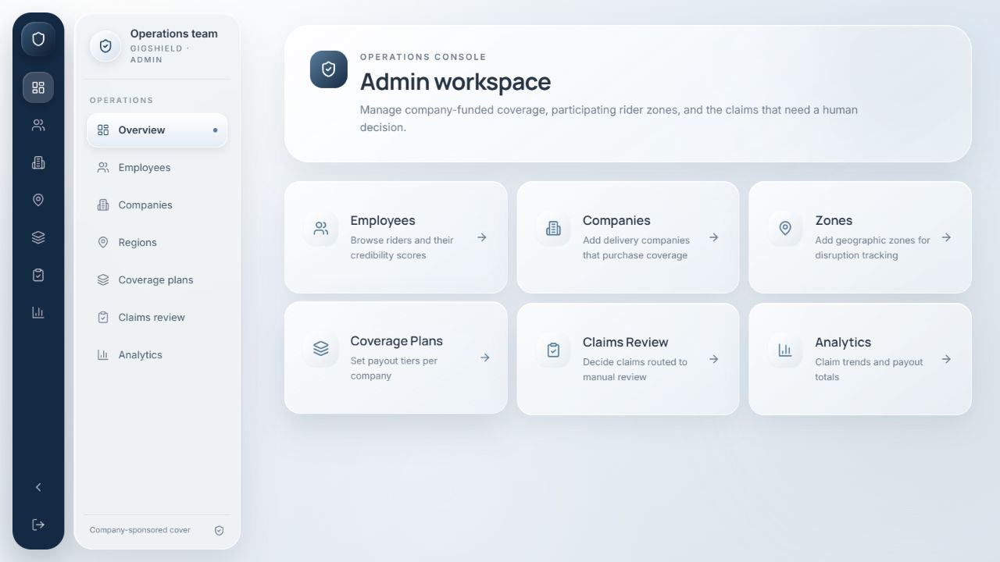 Operations team
GIGSHIELD ·
ADMIN
OPERATIONS
Overview
Employees
Companies
Regions
Coverage plans
Claims review
Analytics
Company-sponsored cover
OPERATIONS CONSOLE
Admin workspace
Manage company-funded coverage, participating rider zones, and the claims that need a human
decision.
Employees
Browse riders and their
credibility scores
Companies
Add delivery companies
that purchase coverage
Zones
Add geographic zones for
disruption tracking
Coverage Plans
Set payout tiers per
company
Claims Review
Decide claims routed to
manual review
Analytics
Claim trends and payout
totals